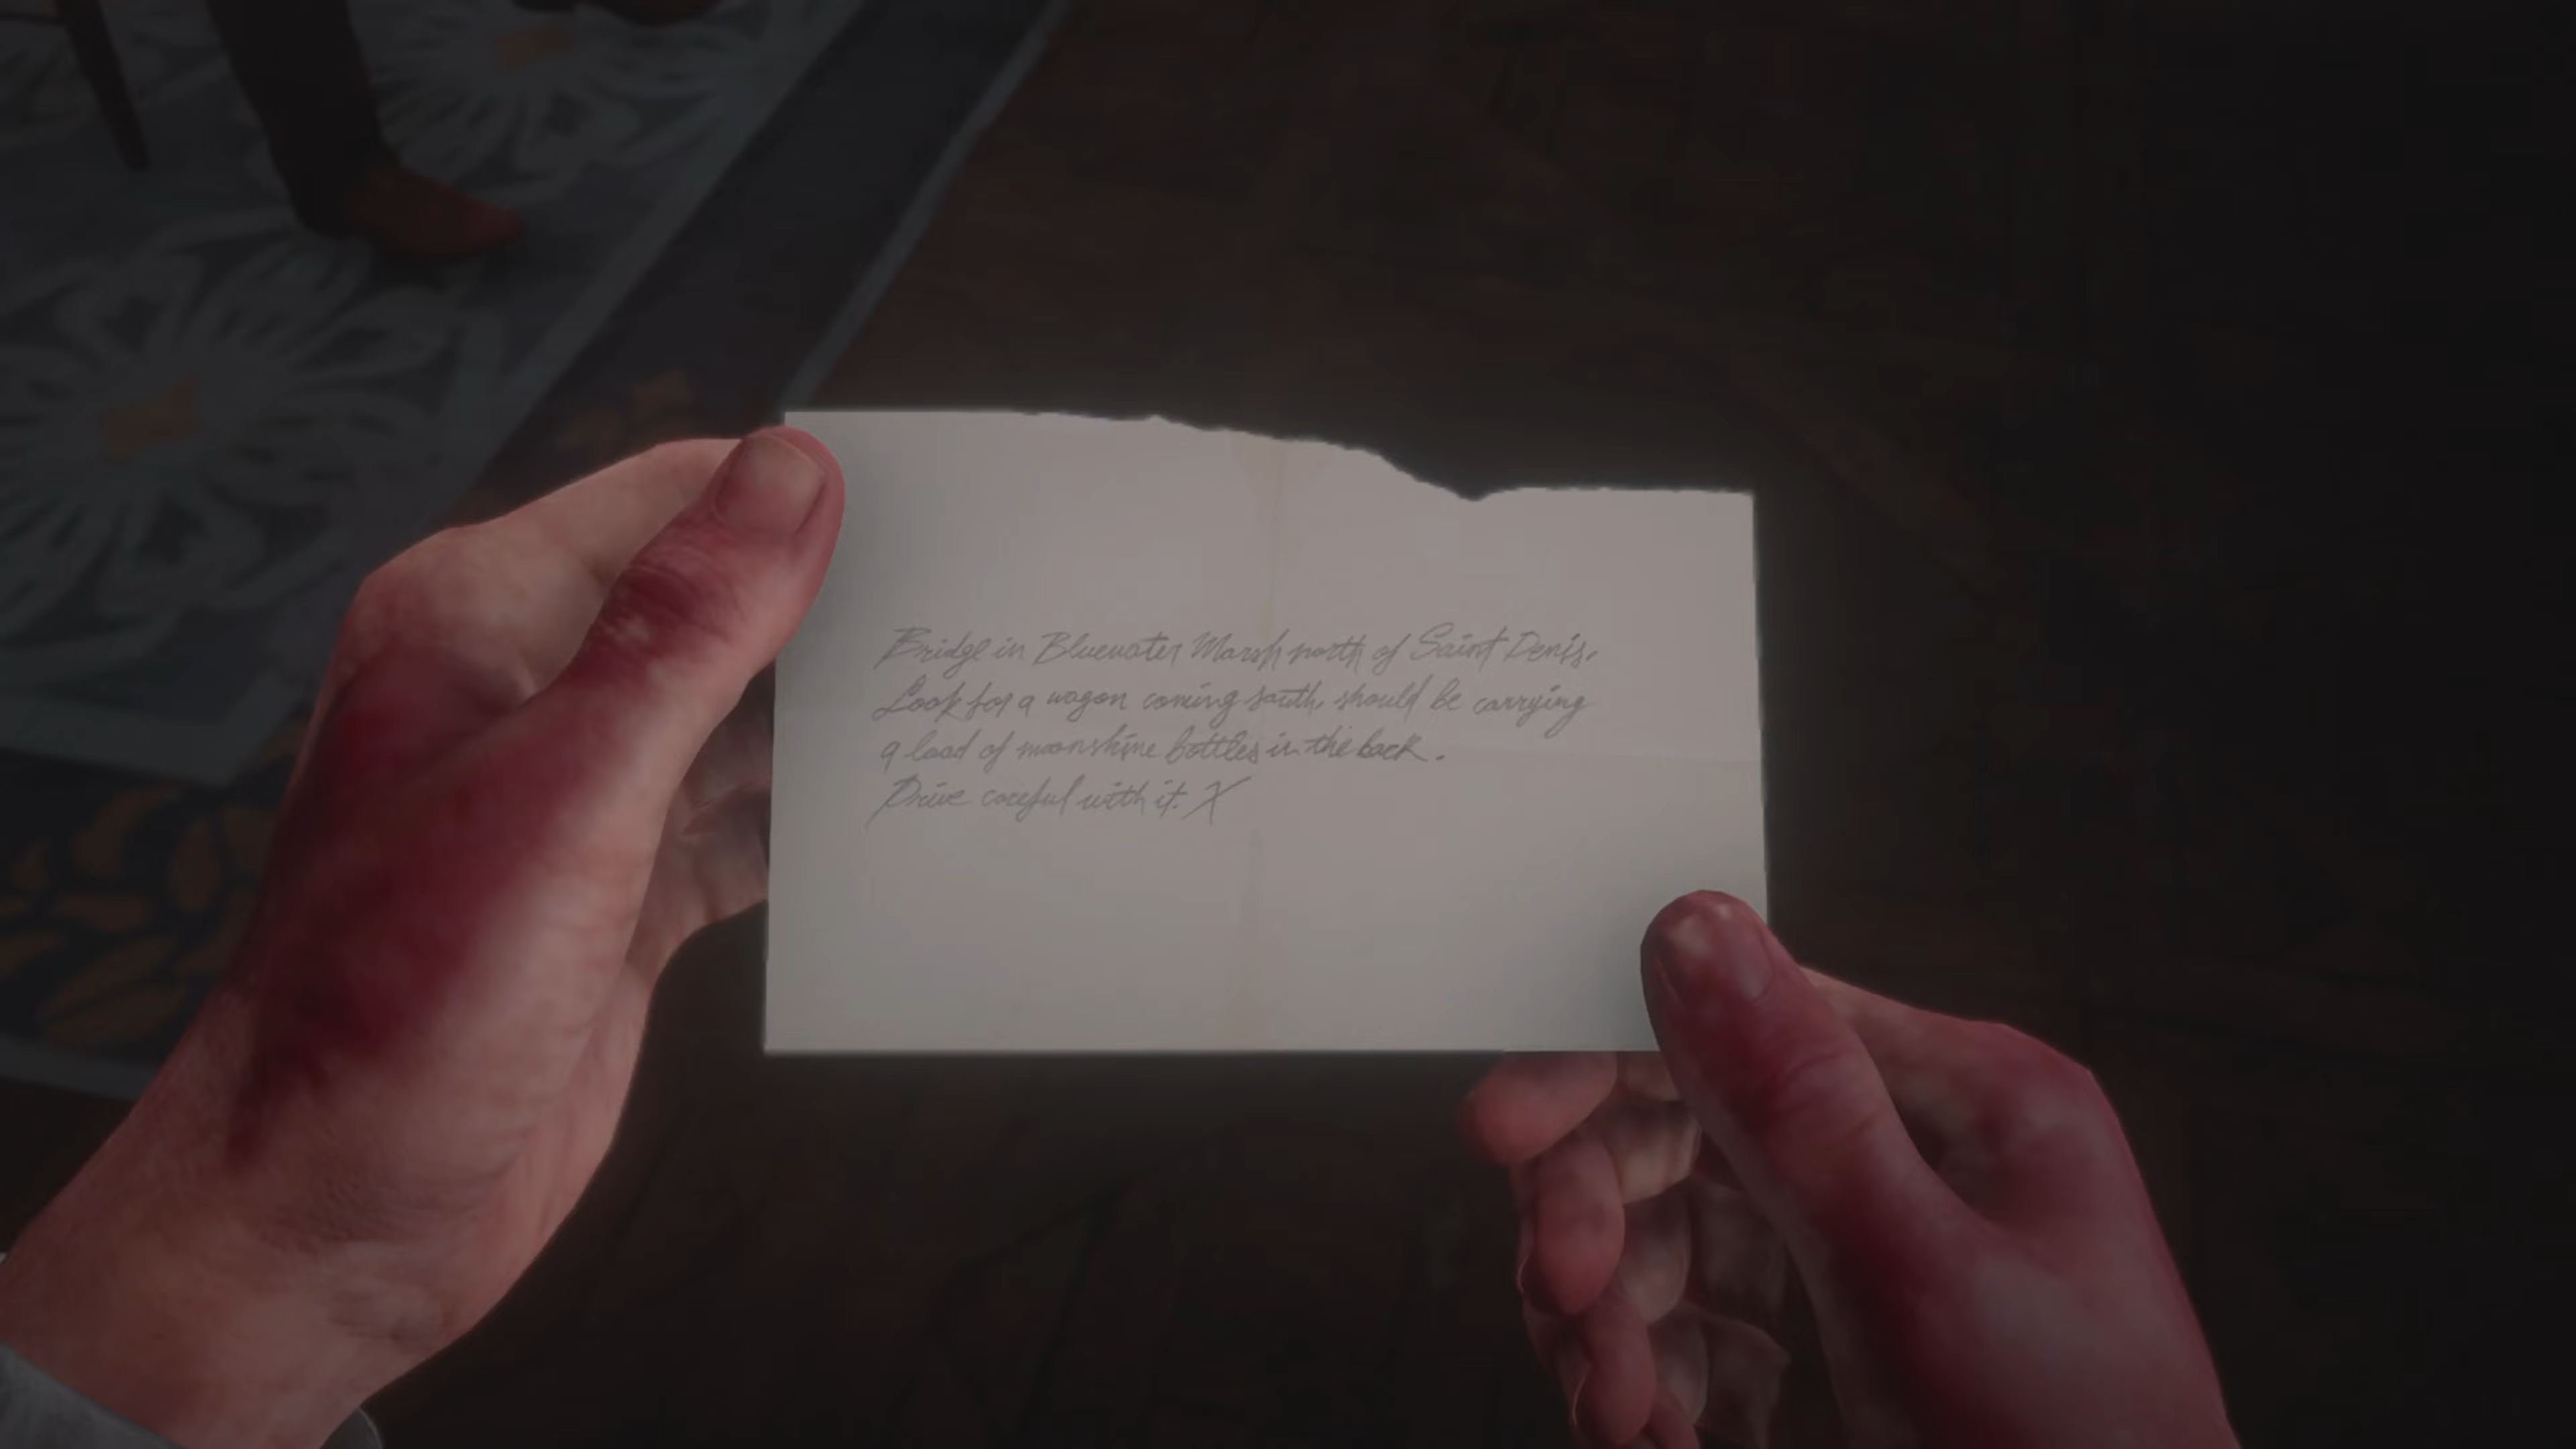 Bridge in Bluewater Marsh north of Saint Denis.
Look for a wagon coming south, should be carrying
a load of moonshine bottles in the back.
Drive careful with it. X